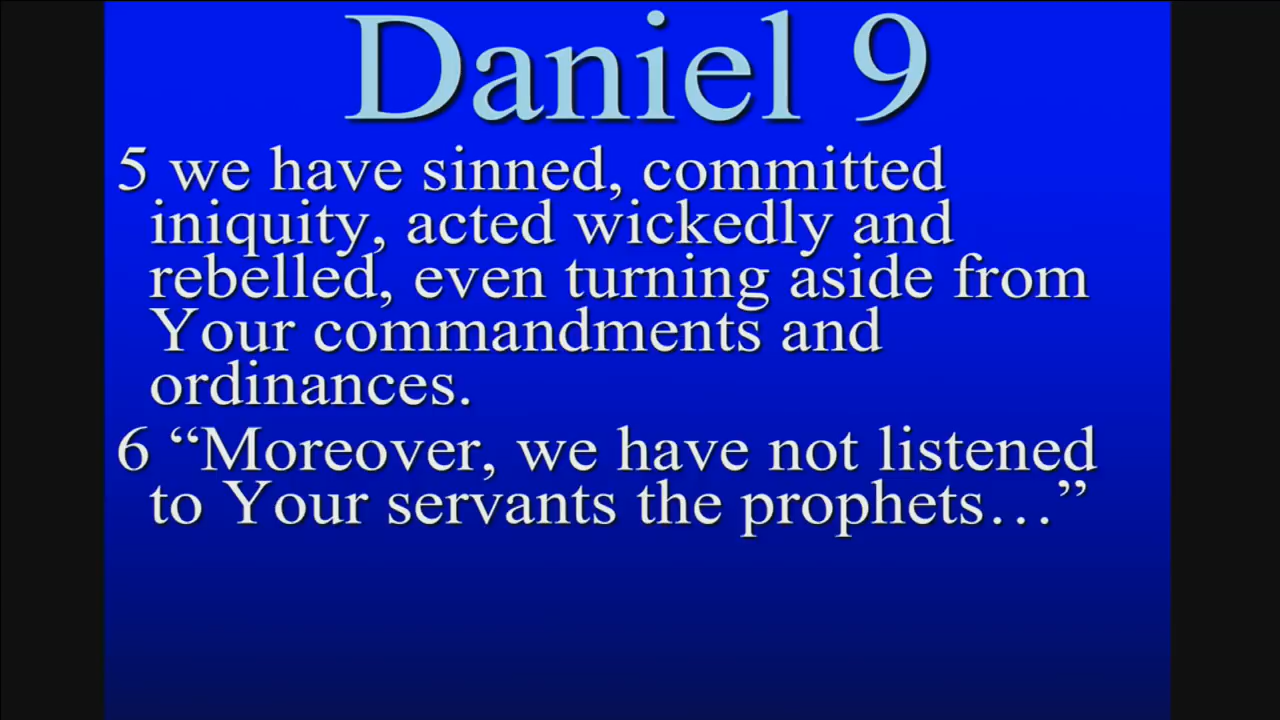 Daniel 9
5 we have sinned, committed
iniquity, acted wickedly and
rebelled, even turning aside from
Your commandments and
ordinances.
6 “Moreover, we have not listened
to Your servants the prophets…”